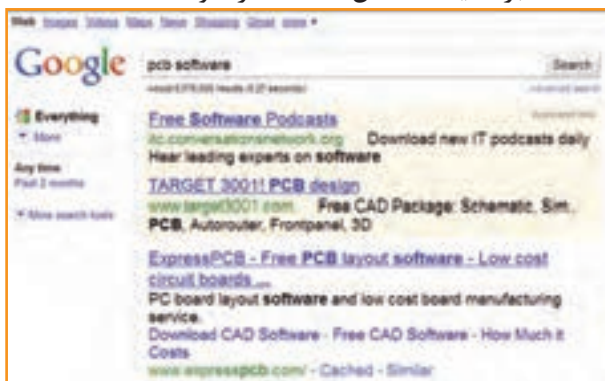 Web Images Videos Maps News Shopping Gmail more
Google
pcb software
Search
Advanced search
Everything
More
Any time
Past 2 months
More search tools
Free Software Podcasts
itc.conversationsnetwork.org Download new IT podcasts daily
Hear leading experts on software
TARGET 3001! PCB design
www.target3001.com Free CAD Package: Schematic, Sim.,
PCB, Autorouter, Frontpanel, 3D
ExpressPCB - Free PCB layout software - Low cost
circuit boards ...
PC board layout software and low cost board manufacturing
service.
Download CAD Software - Free CAD Software - How Much it
Costs
www.expresspcb.com/ - Cached - Similar